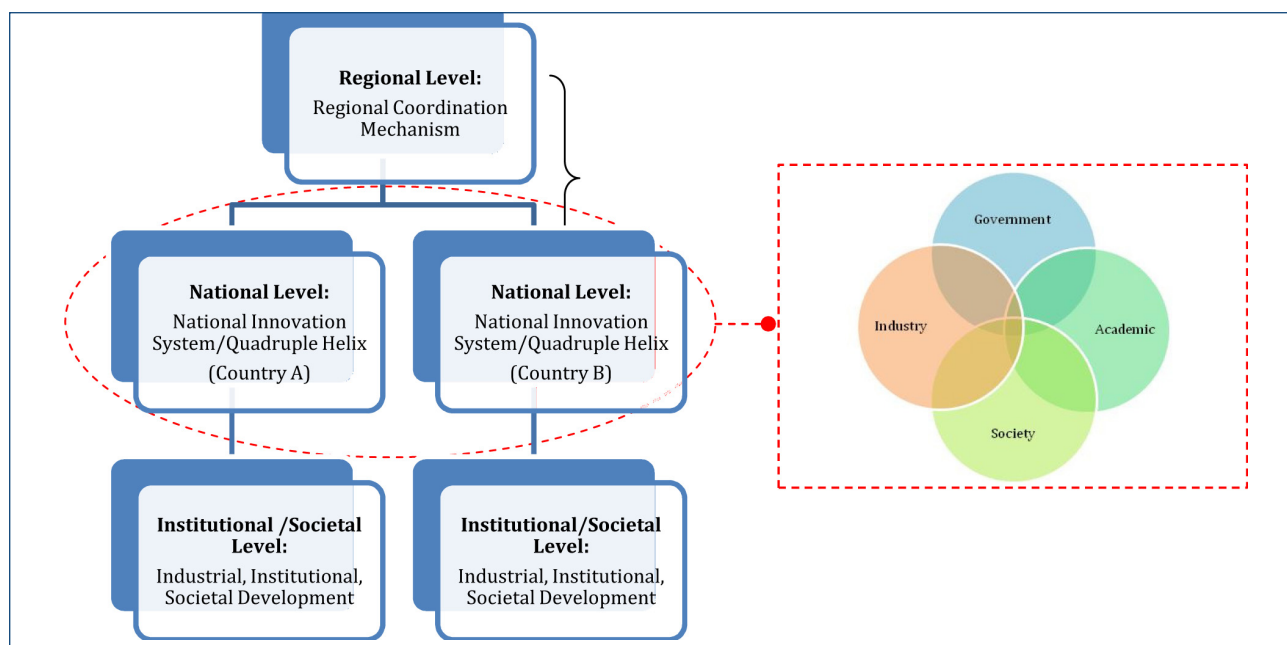 Regional Level:
Regional Coordination
Mechanism
National Level:
National Innovation
System/Quadruple Helix
(Country A)
National Level:
National Innovation
System/Quadruple Helix
(Country B)
Institutional /Societal
Level:
Industrial, Institutional,
Societal Development
Institutional/Societal
Level:
Industrial, Institutional,
Societal Development
Government
Industry
Academic
Society